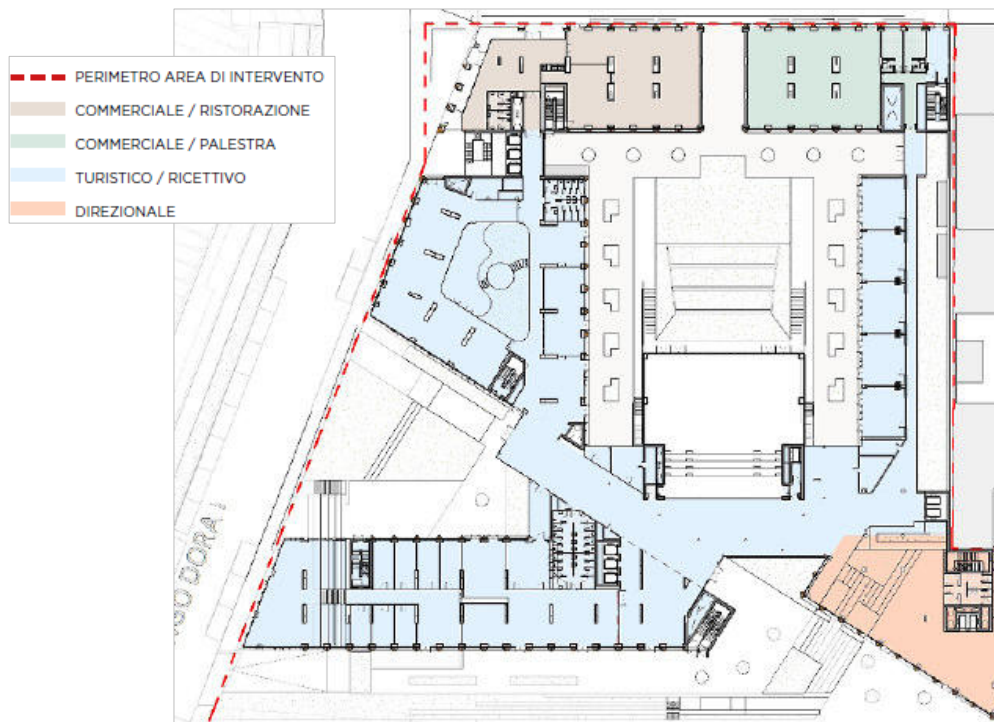 PERIMETRO AREA DI INTERVENTO
COMMERCIALE / RISTORAZIONE
COMMERCIALE / PALESTRA
TURISTICO / RICETTIVO
DIREZIONALE